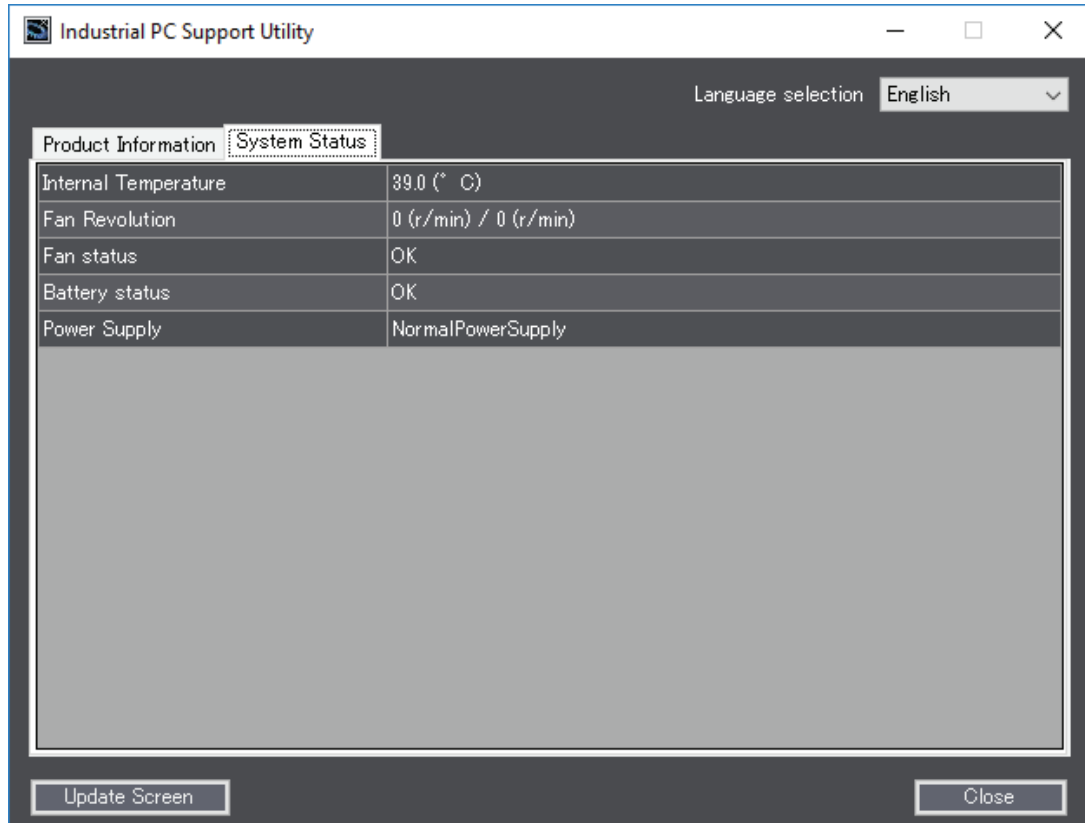 Industrial PC Support Utility
Language selection English
Product Information System Status
Internal Temperature 39.0 (° C)
Fan Revolution 0 (r/min) / 0 (r/min)
Fan status OK
Battery status OK
Power Supply NormalPowerSupply
Update Screen Close